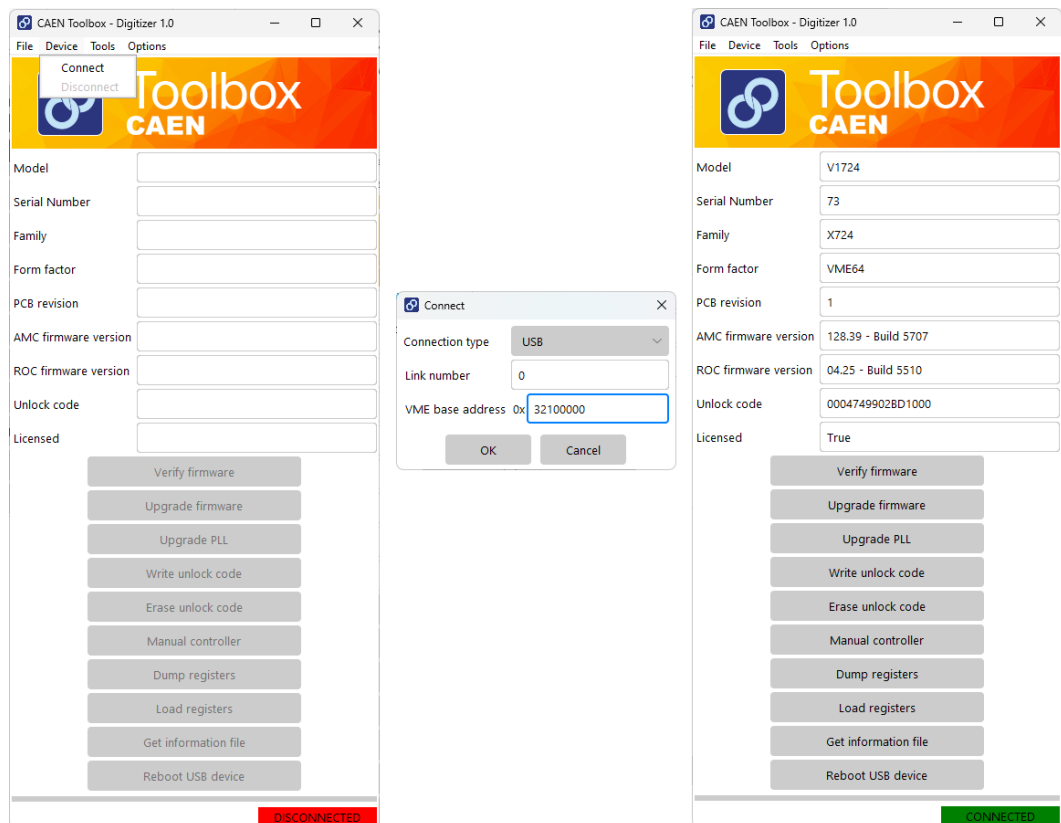 CAEN Toolbox - Digitizer 1.0
File Device Tools Options
Connect
Disconnect
Toolbox
CAEN
Model
Serial Number
Family
Form factor
PCB revision
AMC firmware version
ROC firmware version
Unlock code
Licensed
Verify firmware
Upgrade firmware
Upgrade PLL
Write unlock code
Erase unlock code
Manual controller
Dump registers
Load registers
Get information file
Reboot USB device
DISCONNECTED
Connect
Connection type USB
Link number 0
VME base address 0x 32100000
OK Cancel
CAEN Toolbox - Digitizer 1.0
File Device Tools Options
Toolbox
CAEN
Model V1724
Serial Number 73
Family X724
Form factor VME64
PCB revision 1
AMC firmware version 128.39 - Build 5707
ROC firmware version 04.25 - Build 5510
Unlock code 0004749902BD1000
Licensed True
Verify firmware
Upgrade firmware
Upgrade PLL
Write unlock code
Erase unlock code
Manual controller
Dump registers
Load registers
Get information file
Reboot USB device
CONNECTED